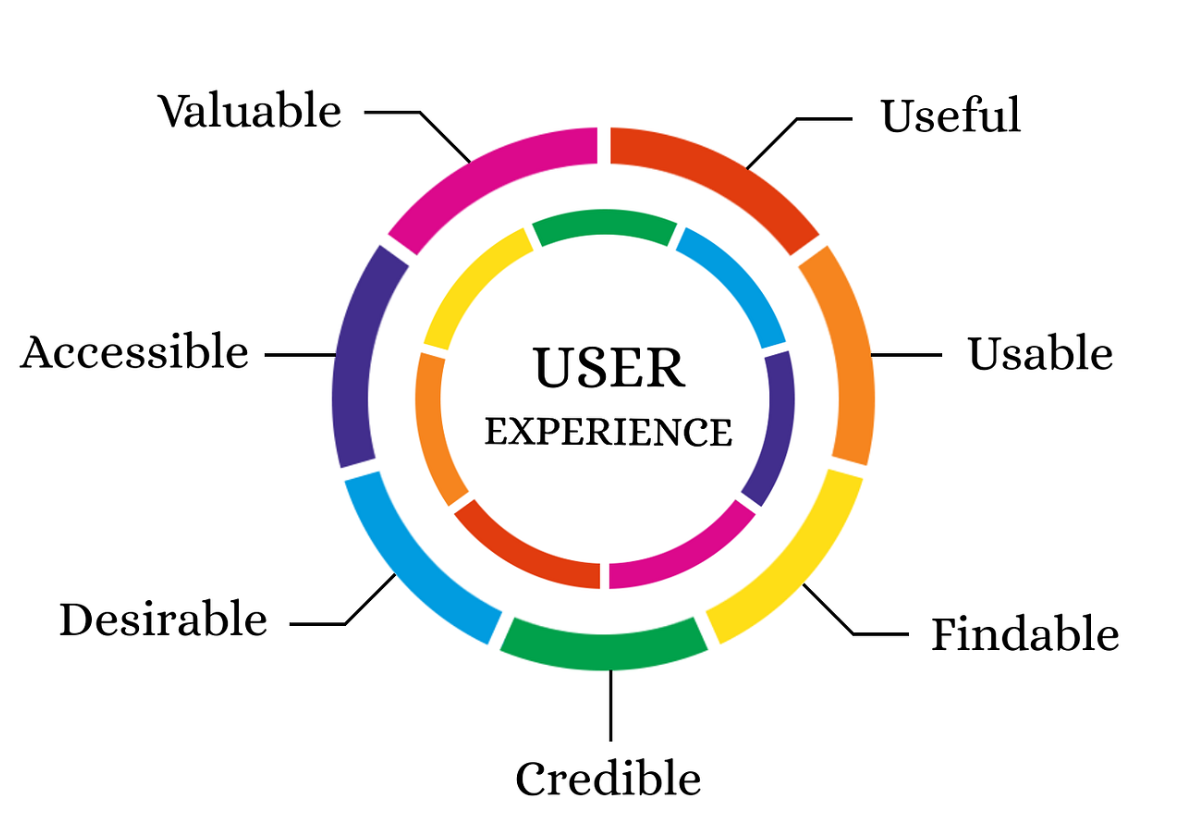 Valuable
Useful
Accessible
USER
EXPERIENCE
Usable
Desirable
Findable
Credible